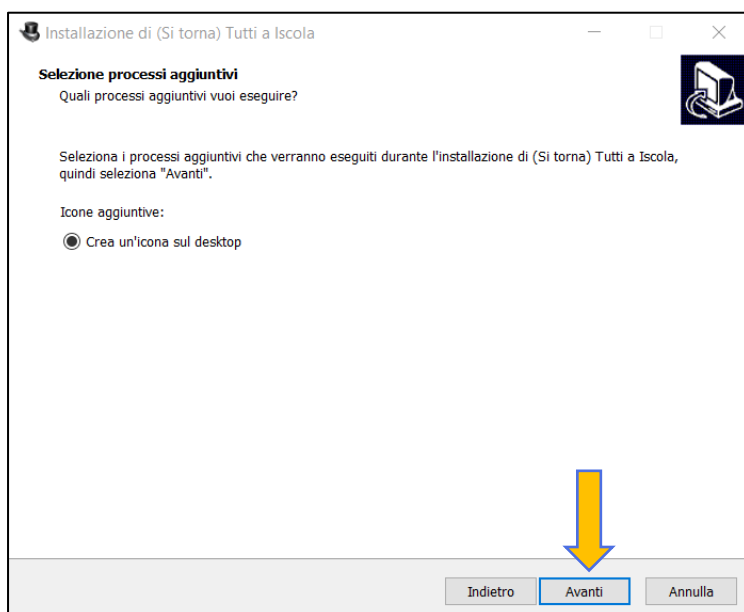 Installazione di (Si torna) Tutti a Iscola
Selezione processi aggiuntivi
Quali processi aggiuntivi vuoi eseguire?
Seleziona i processi aggiuntivi che verranno eseguiti durante l'installazione di (Si torna) Tutti a Iscola,
quindi seleziona "Avanti".
Icone aggiuntive:
Crea un'icona sul desktop
Indietro Avanti Annulla